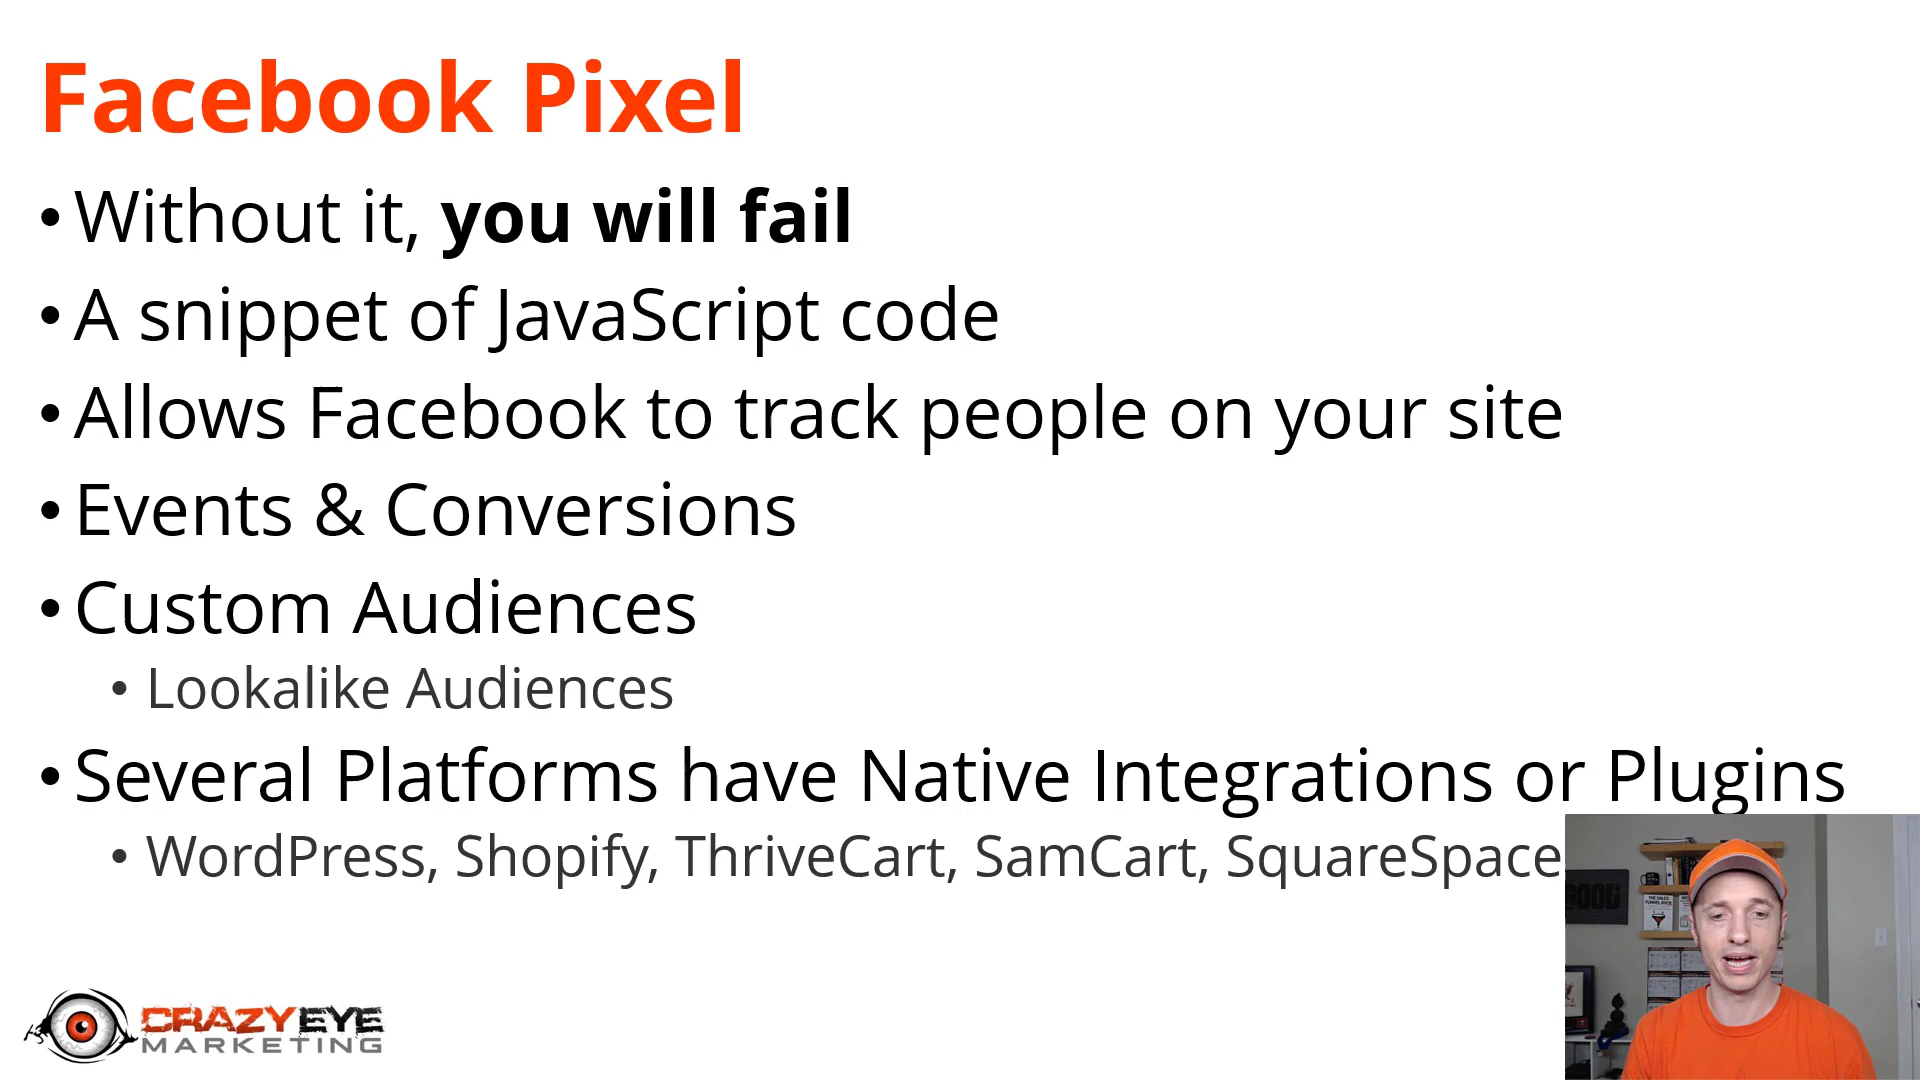 Facebook Pixel
• Without it, you will fail
• A snippet of JavaScript code
• Allows Facebook to track people on your site
• Events & Conversions
• Custom Audiences
• Lookalike Audiences
• Several Platforms have Native Integrations or Plugins
• WordPress, Shopify, ThriveCart, SamCart, SquareSpace
GOOD
CRAZYEYE
MARKETING